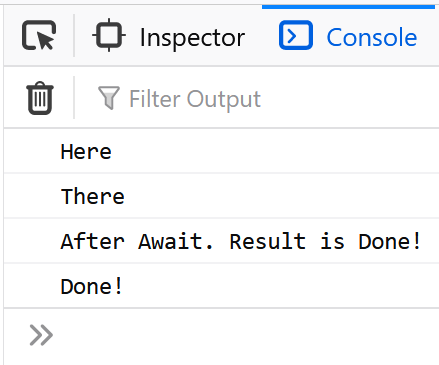 Inspector Console
Filter Output
Here
There
After Await. Result is Done!
Done!